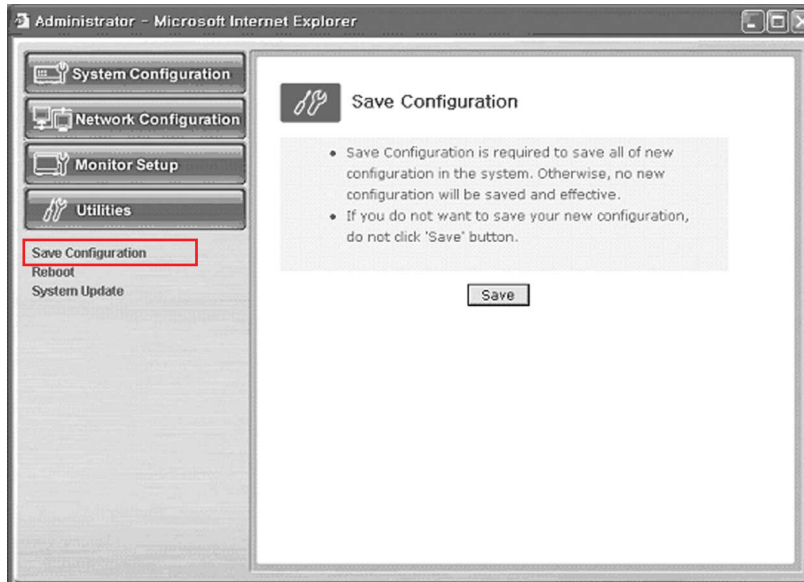 Administrator - Microsoft Internet Explorer
System Configuration
Network Configuration
Monitor Setup
Utilities
Save Configuration
Reboot
System Update
Save Configuration
• Save Configuration is required to save all of new
configuration in the system. Otherwise, no new
configuration will be saved and effective.
• If you do not want to save your new configuration,
do not click 'Save' button.
Save